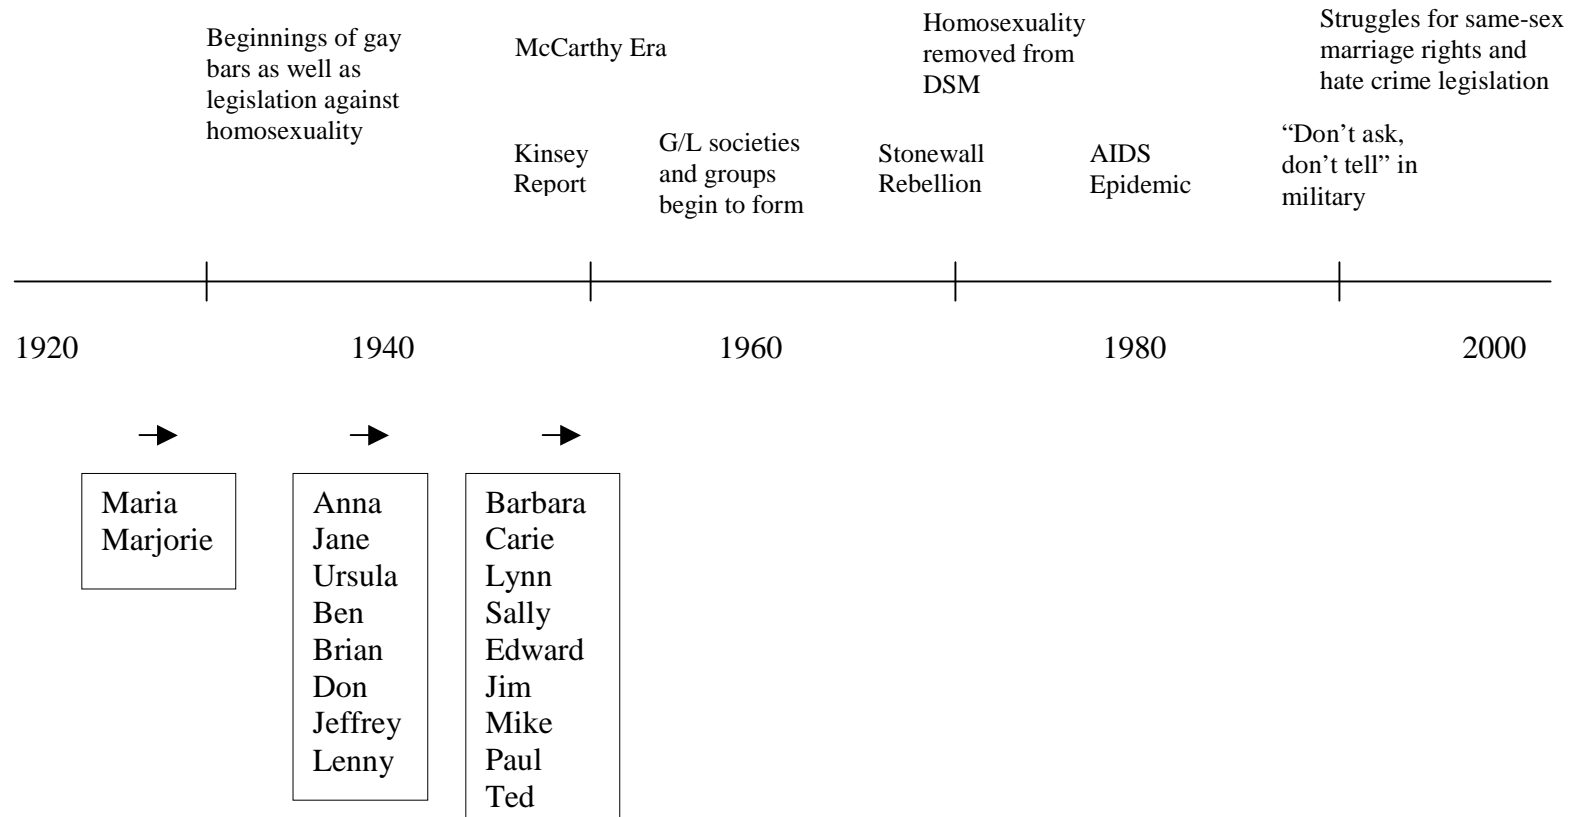 Beginnings of gay
bars as well as
legislation against
homosexuality
McCarthy Era
Kinsey
Report
G/L societies
and groups
begin to form
Homosexuality
removed from
DSM
Stonewall
Rebellion
AIDS
Epidemic
Struggles for same-sex
marriage rights and
hate crime legislation
“Don’t ask,
don’t tell” in
military
1920 1940 1960 1980 2000
Maria
Marjorie
Anna
Jane
Ursula
Ben
Brian
Don
Jeffrey
Lenny
Barbara
Carie
Lynn
Sally
Edward
Jim
Mike
Paul
Ted